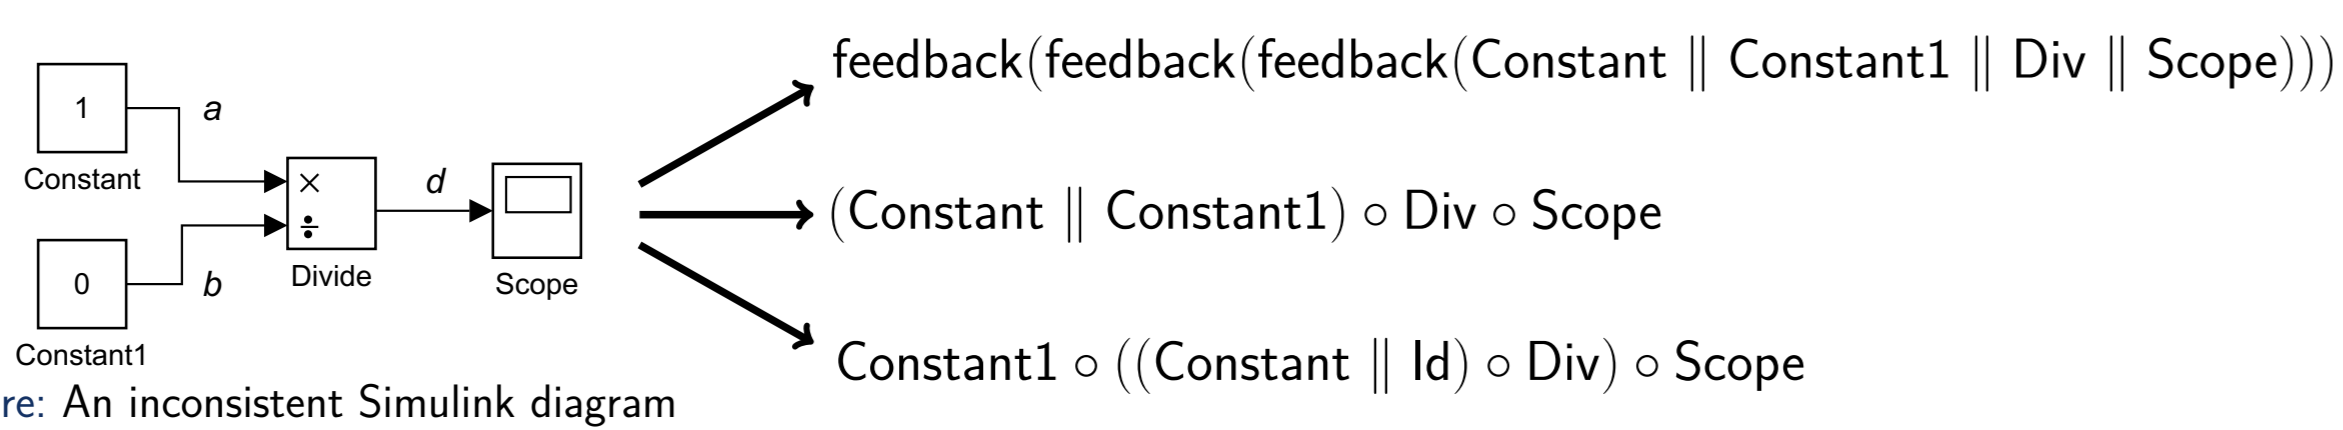 feedback(feedback(feedback(Constant ∥ Constant1 ∥ Div ∥ Scope)))
1
a
Constant
×
÷
d
Divide
Scope
(Constant ∥ Constant1) ∘ Div ∘ Scope
0
b
Constant1
Constant1 ∘ ((Constant ∥ Id) ∘ Div) ∘ Scope
re: An inconsistent Simulink diagram